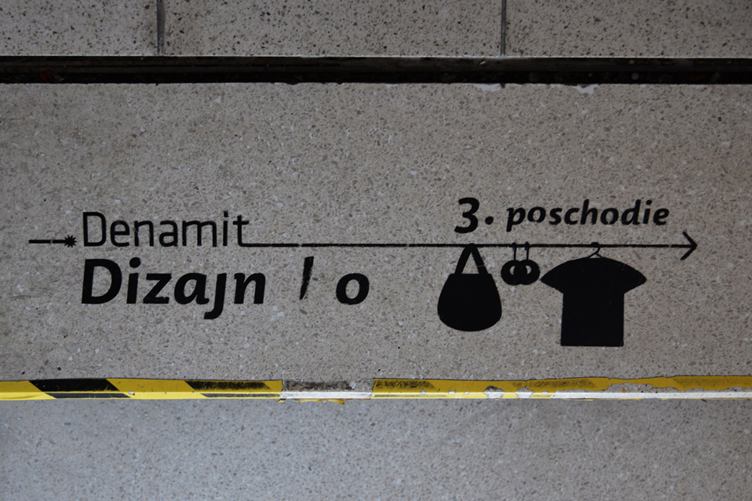 3. poschodie
Denamit
Dizajn